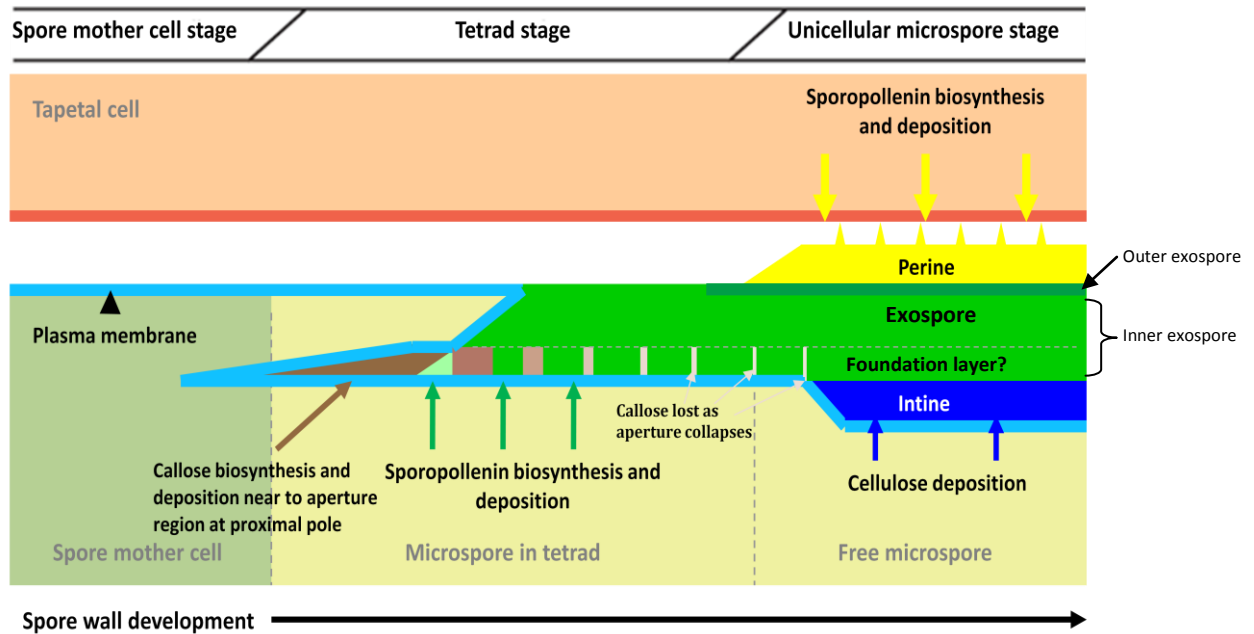 Spore mother cell stage
Tetrad stage
Unicellular microspore stage
Tapetal cell
Sporopollenin biosynthesis
and deposition
Perine
Outer exospore
Plasma membrane
Exospore
Inner exospore
Foundation layer?
Intine
Callose lost as
aperture collapses
Callose biosynthesis and
deposition near to aperture
region at proximal pole
Sporopollenin biosynthesis and
deposition
Cellulose deposition
Spore mother cell
Microspore in tetrad
Free microspore
Spore wall development